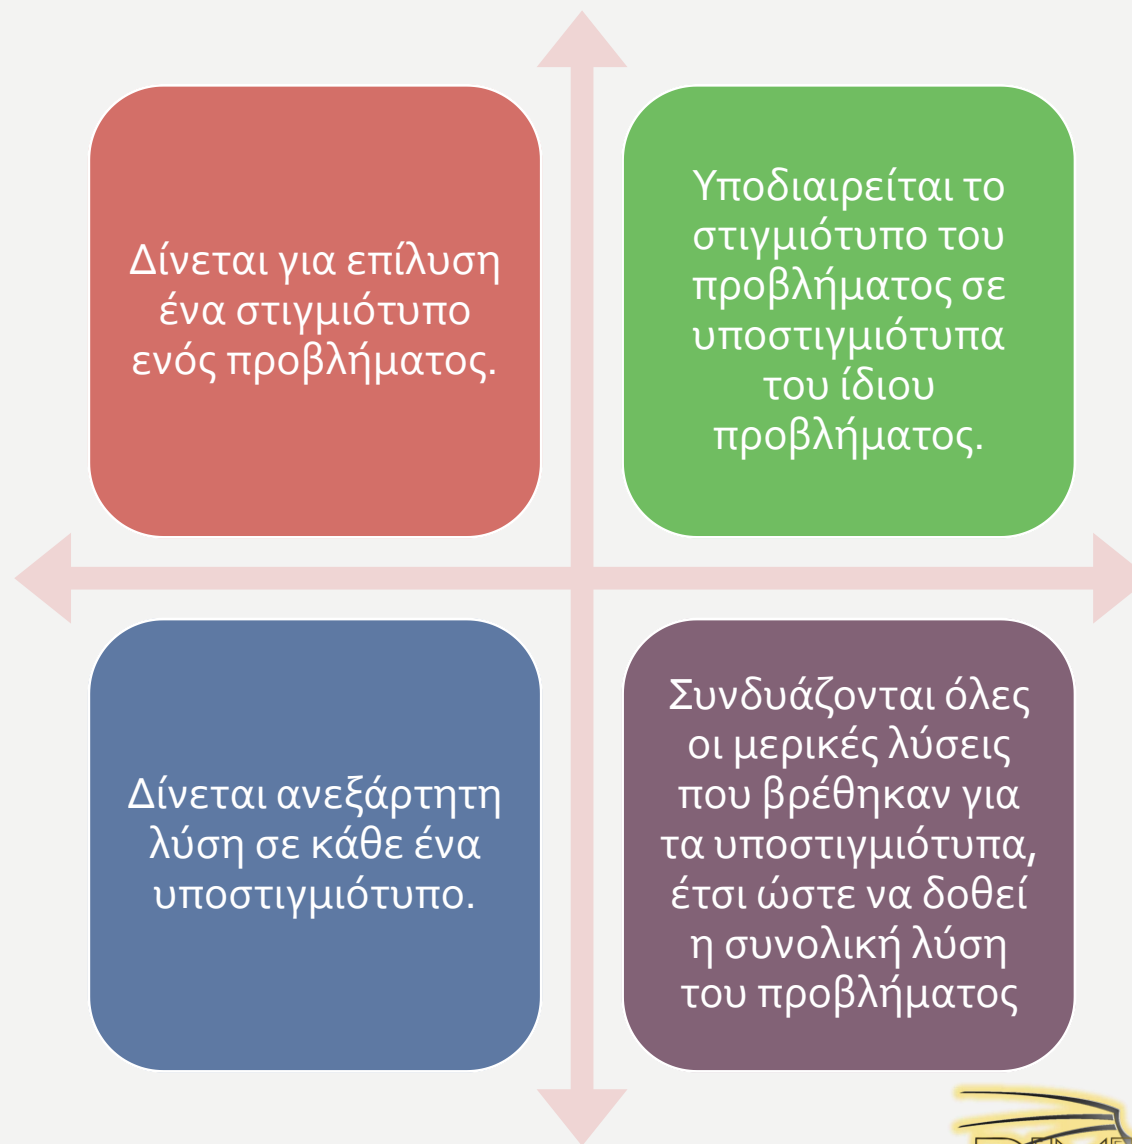 Δίνεται για επίλυση
ένα στιγμιότυπο
ενός προβλήματος.
Υποδιαιρείται το
στιγμιότυπο του
προβλήματος σε
υποστιγμιότυπα
του ίδιου
προβλήματος.
Δίνεται ανεξάρτητη
λύση σε κάθε ένα
υποστιγμιότυπο.
Συνδυάζονται όλες
οι μερικές λύσεις
που βρέθηκαν για
τα υποστιγμιότυπα,
έτσι ώστε να δοθεί
η συνολική λύση
του προβλήματος